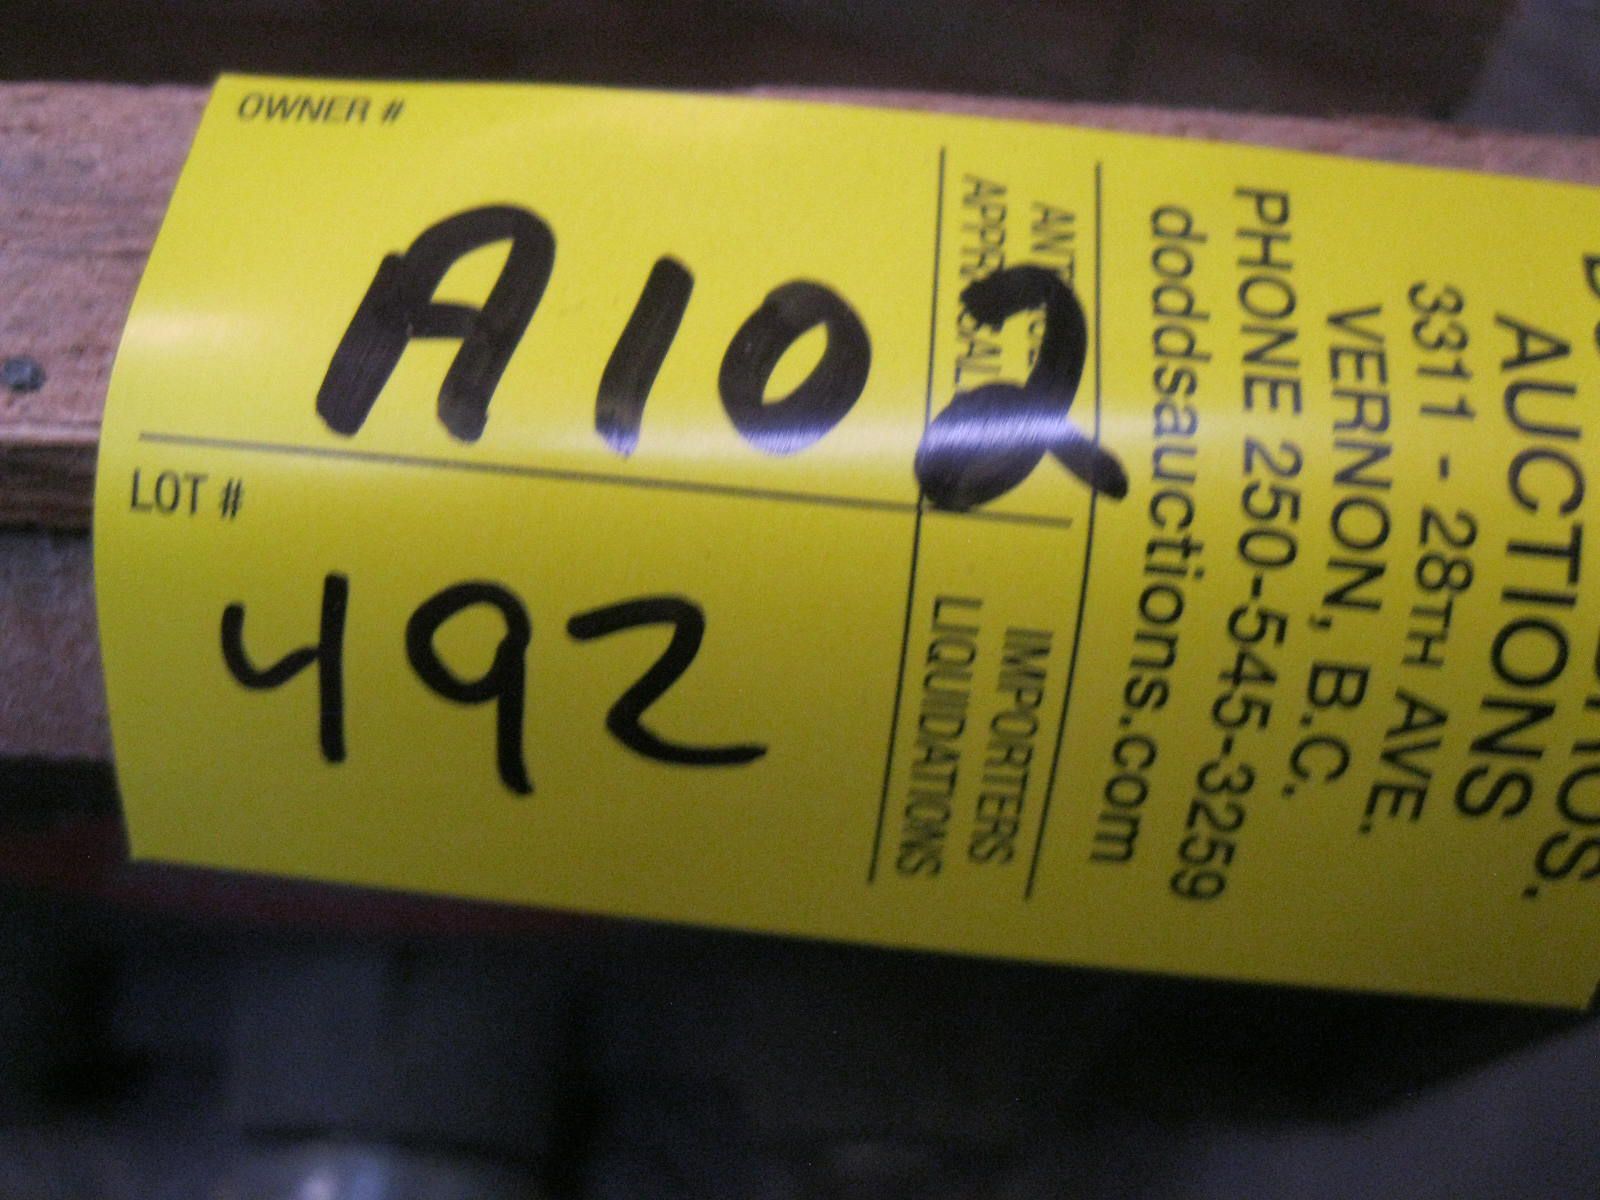 OWNER #
A102
LOT #
492
AUCTIONS
3311 - 28TH AVE.
VERNON, B.C.
PHONE 250-545-3259
doddsauctions.com
IMPORTERS
LIQUIDATIONS